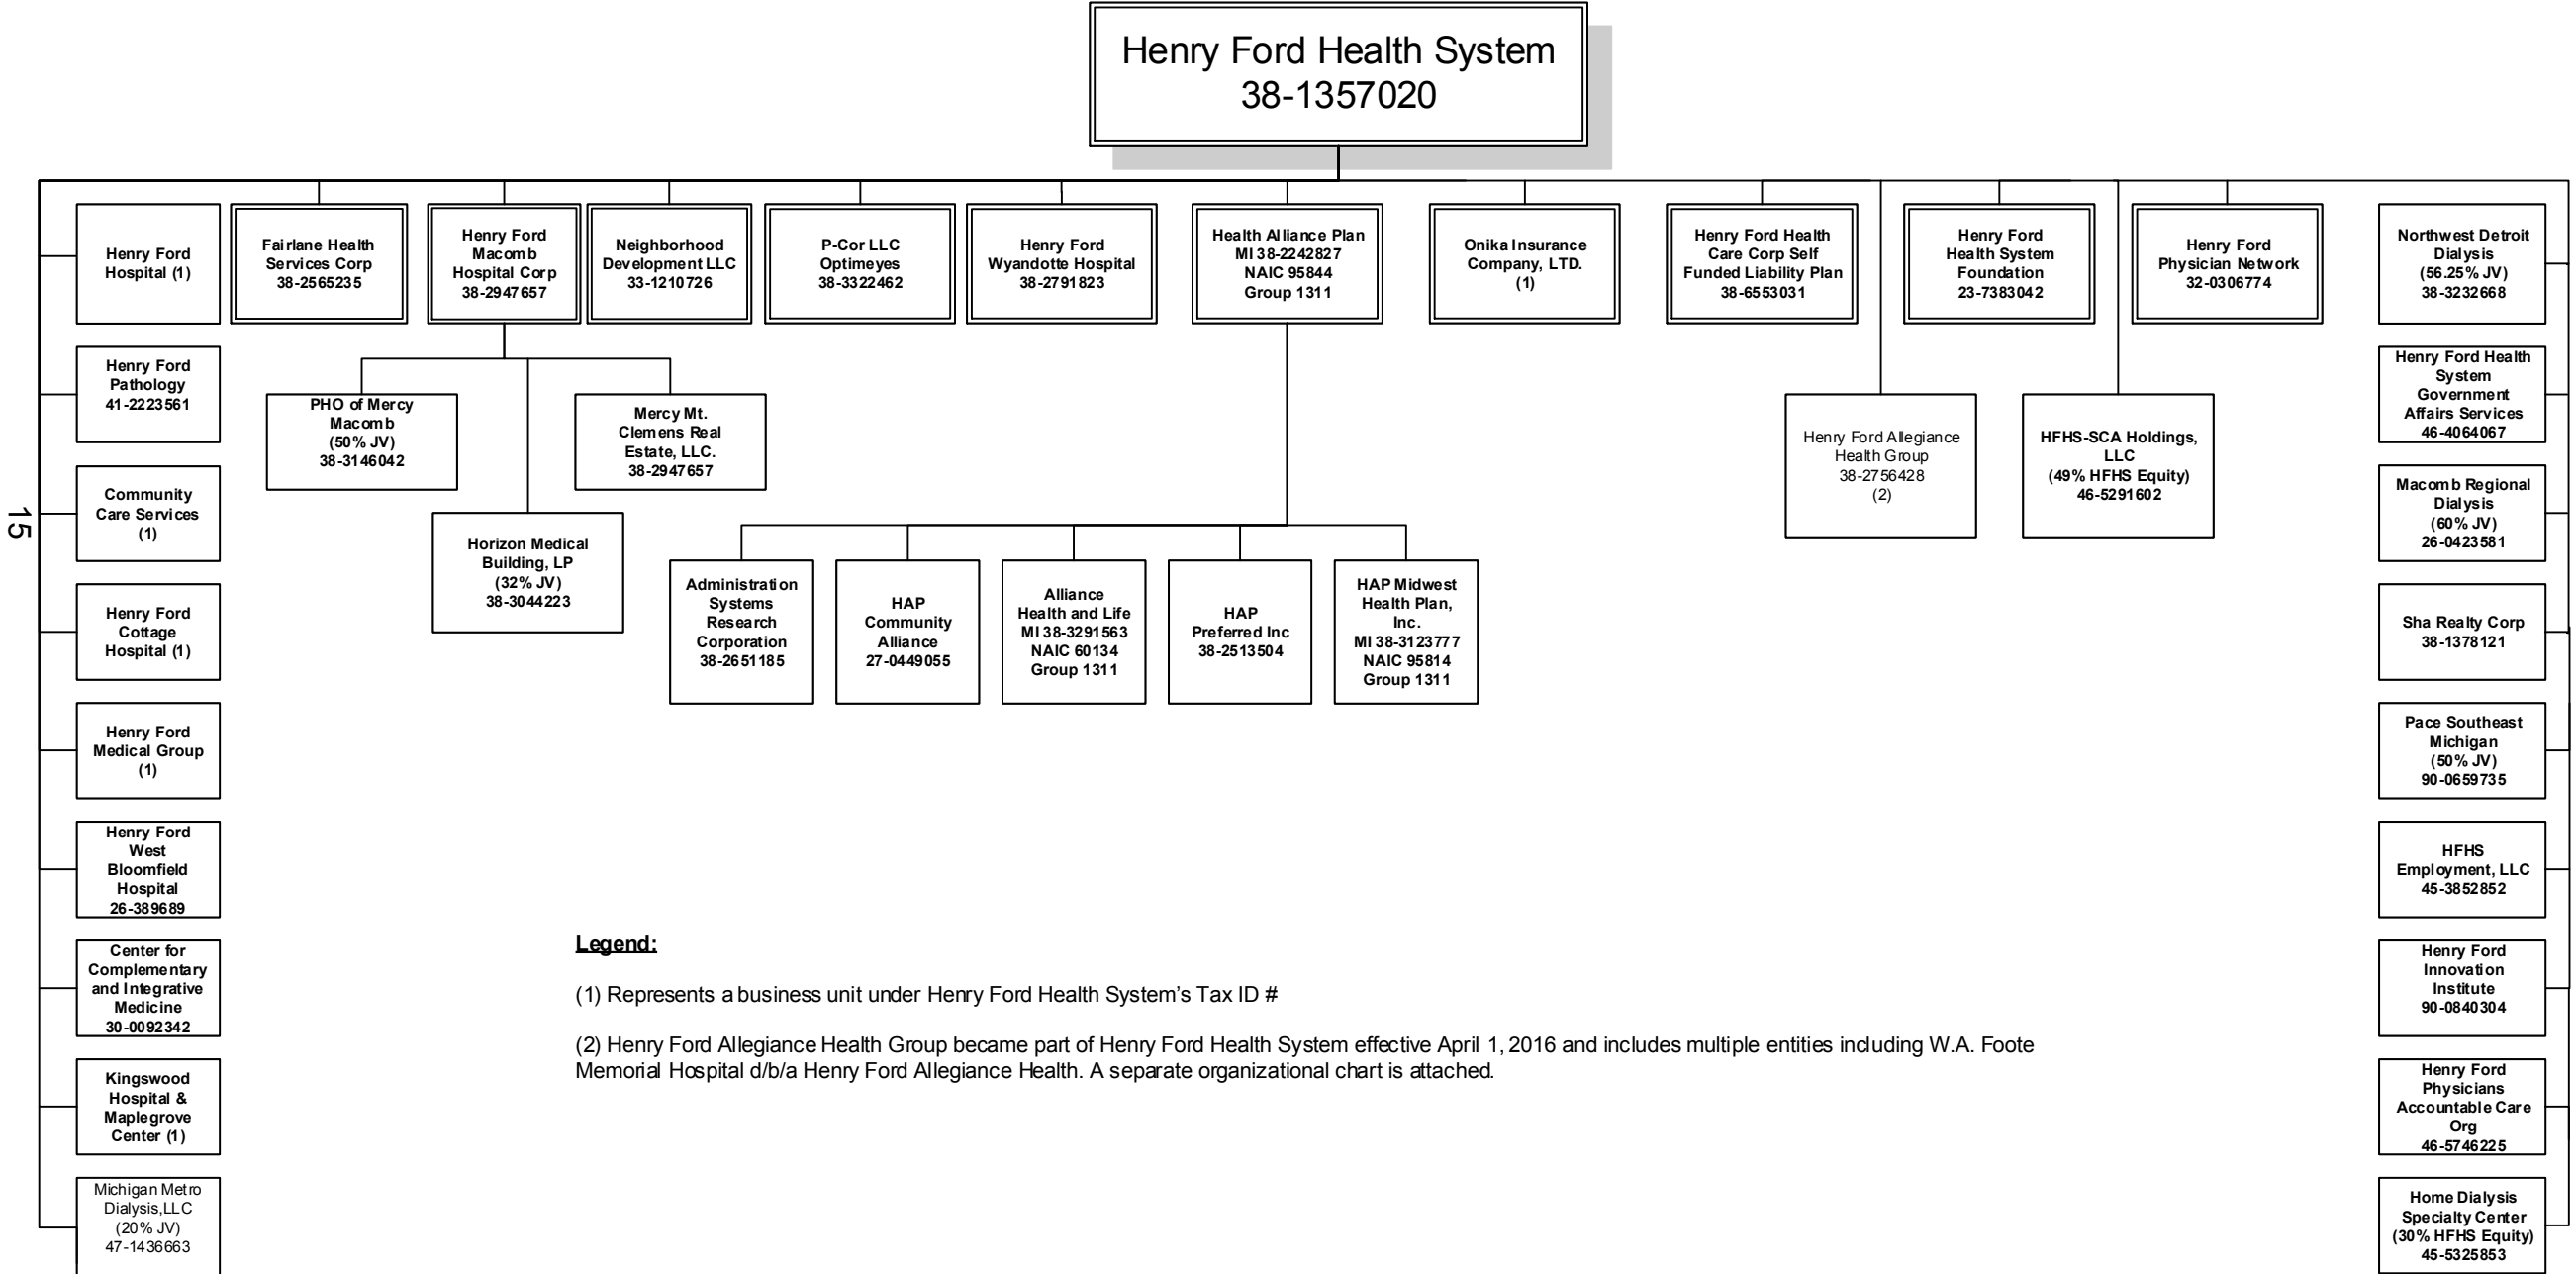 Henry Ford Health System
38-1357020
Henry Ford
Hospital (1)
Fairlane Health
Services Corp
38-2565235
Henry Ford
Macomb
Hospital Corp
38-2947657
Neighborhood
Development LLC
33-1210726
P-Cor LLC
Optimeyes
38-3322462
Henry Ford
Wyandotte Hospital
38-2791823
Health Alliance Plan
MI 38-2242827
NAIC 95844
Group 1311
Onika Insurance
Company, LTD.
(1)
Henry Ford Health
Care Corp Self
Funded Liability Plan
38-6553031
Henry Ford
Health System
Foundation
23-7383042
Henry Ford
Physician Network
32-0306774
Northwest Detroit
Dialysis
(56.25% JV)
38-3232668
Henry Ford
Pathology
41-2223561
PHO of Mercy
Macomb
(50% JV)
38-3146042
Mercy Mt.
Clemens Real
Estate, LLC.
38-2947657
Henry Ford Allegiance
Health Group
38-2756428
(2)
HFHS-SCA Holdings,
LLC
(49% HFHS Equity)
46-5291602
Henry Ford Health
System
Government
Affairs Services
46-4064067
15
Community
Care Services
(1)
Horizon Medical
Building, LP
(32% JV)
38-3044223
Macomb Regional
Dialysis
(60% JV)
26-0423581
Henry Ford
Cottage
Hospital (1)
Administration
Systems
Research
Corporation
38-2651185
HAP
Community
Alliance
27-0449055
Alliance
Health and Life
MI 38-3291563
NAIC 60134
Group 1311
HAP
Preferred Inc
38-2513504
HAP Midwest
Health Plan,
Inc.
MI 38-3123777
NAIC 95814
Group 1311
Sha Realty Corp
38-1378121
Henry Ford
Medical Group
(1)
Pace Southeast
Michigan
(50% JV)
90-0659735
Henry Ford
West
Bloomfield
Hospital
26-389689
HFHS
Employment, LLC
45-3852852
Center for
Complementary
and Integrative
Medicine
30-0092342
Henry Ford
Innovation
Institute
90-0840304
Kingswood
Hospital &
Maplegrove
Center (1)
Henry Ford
Physicians
Accountable Care
Org
46-5746225
Michigan Metro
Dialysis,LLC
(20% JV)
47-1436663
Home Dialysis
Specialty Center
(30% HFHS Equity)
45-5325853
Legend:
(1) Represents a business unit under Henry Ford Health System’s Tax ID #
(2) Henry Ford Allegiance Health Group became part of Henry Ford Health System effective April 1, 2016 and includes multiple entities including W.A. Foote
Memorial Hospital d/b/a Henry Ford Allegiance Health. A separate organizational chart is attached.